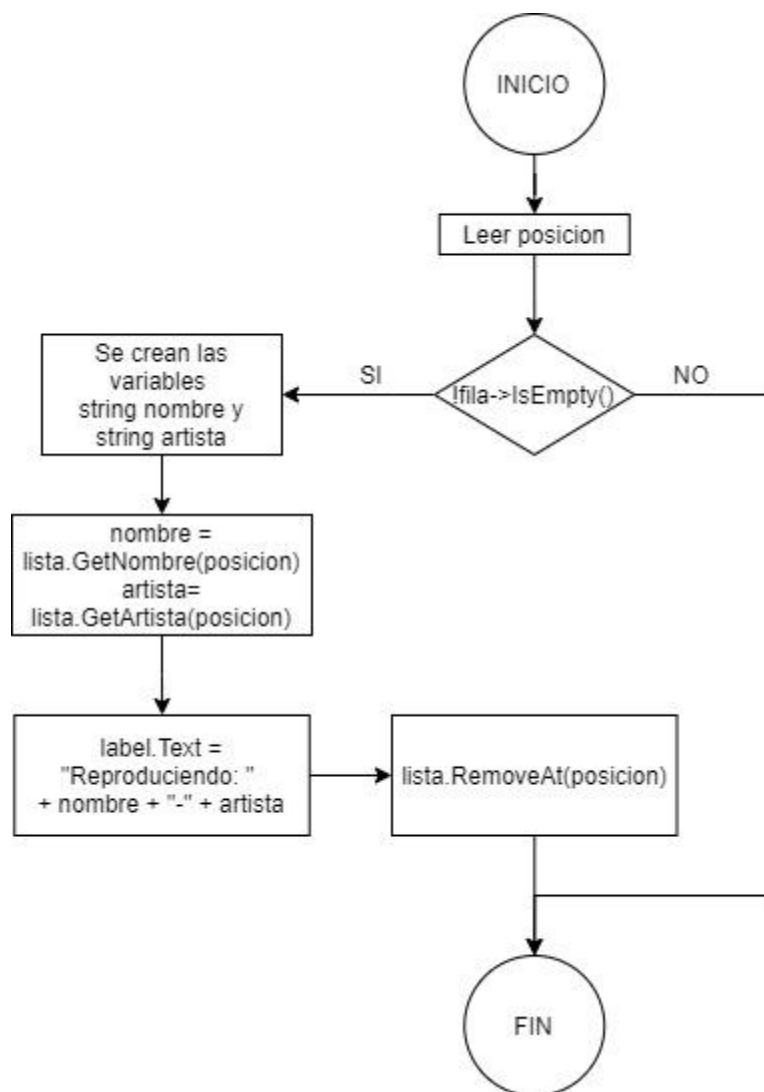 INICIO
Leer posicion
!fila->IsEmpty()
SI
NO
Se crean las
variables
string nombre y
string artista
nombre =
lista.GetNombre(posicion)
artista=
lista.GetArtista(posicion)
label.Text =
"Reproduciendo: "
+ nombre + "-" + artista
lista.RemoveAt(posicion)
FIN